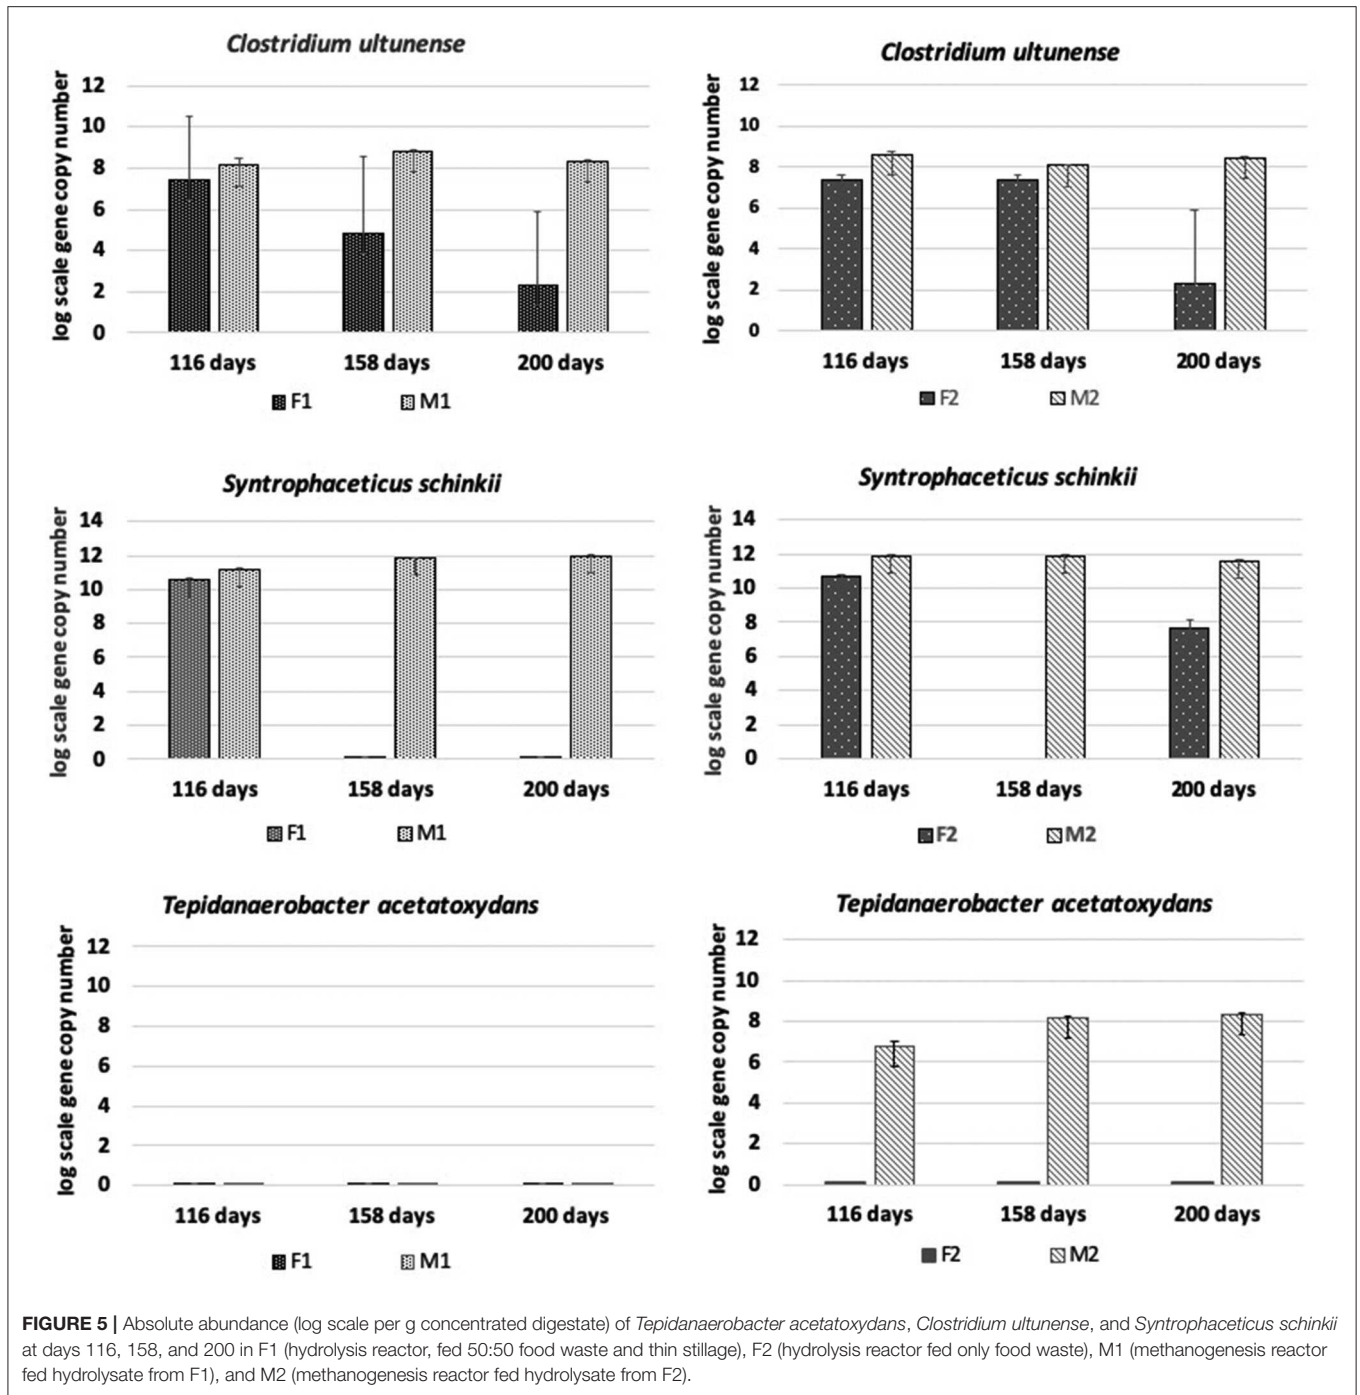 Clostridium ultunense
log scale gene copy number
12
10
8
6
4
2
0
116 days 158 days 200 days
F1 M1
Clostridium ultunense
log scale gene copy number
12
10
8
6
4
2
0
116 days 158 days 200 days
F2 M2
Syntrophaceticus schinkii
log scale gene copy number
14
12
10
8
6
4
2
0
116 days 158 days 200 days
F1 M1
Syntrophaceticus schinkii
log scale gene copy number
14
12
10
8
6
4
2
0
116 days 158 days 200 days
F2 M2
Tepidanaerobacter acetatoxydans
log scale gene copy number
12
10
8
6
4
2
0
116 days 158 days 200 days
F1 M1
Tepidanaerobacter acetatoxydans
log scale gene copy number
12
10
8
6
4
2
0
116 days 158 days 200 days
F2 M2
FIGURE 5 | Absolute abundance (log scale per g concentrated digestate) of Tepidanaerobacter acetatoxydans, Clostridium ultunense, and Syntrophaceticus schinkii
at days 116, 158, and 200 in F1 (hydrolysis reactor, fed 50:50 food waste and thin stillage), F2 (hydrolysis reactor fed only food waste), M1 (methanogenesis reactor
fed hydrolysate from F1), and M2 (methanogenesis reactor fed hydrolysate from F2).